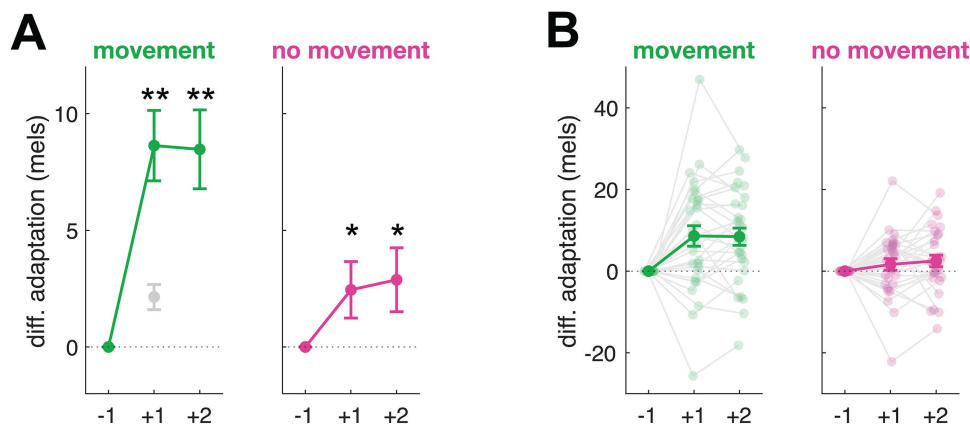 A
B
movement
no movement
movement
no movement
diff. adaptation (mels)
10
5
0
** **
* *
-1 +1 +2
-1 +1 +2
diff. adaptation (mels)
40
20
0
-20
-1 +1 +2
-1 +1 +2